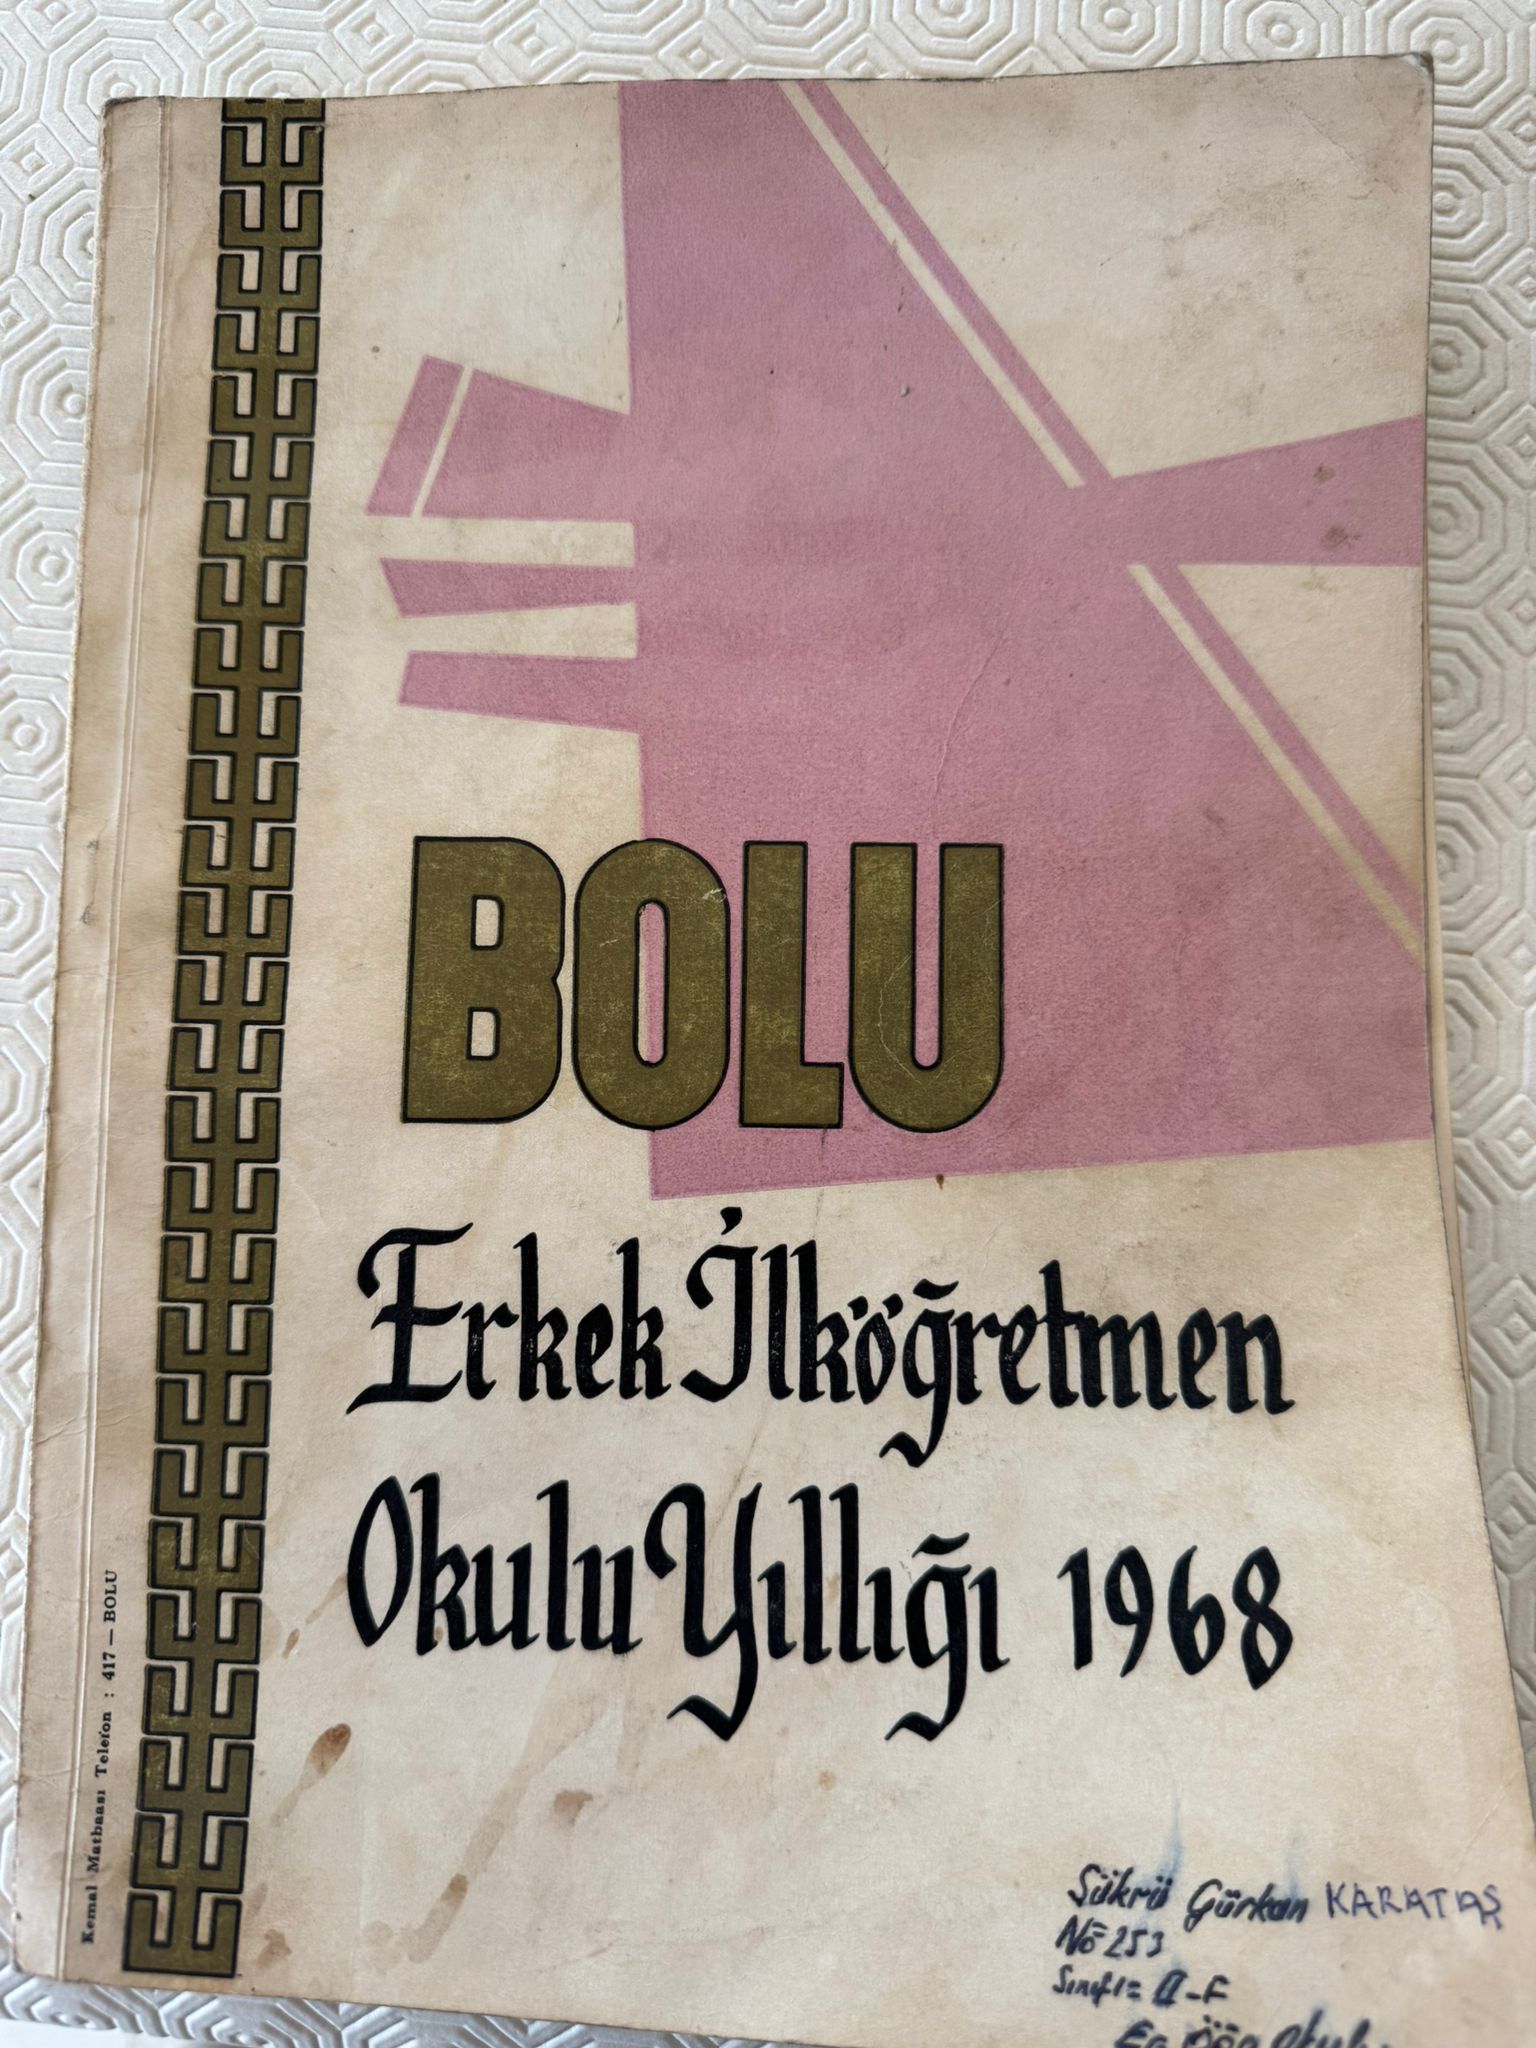 BOLU
Erkek İlköğretmen
Okulu Yıllığı 1968
Kemal Matbaası Telefon : 417 — BOLU
Şükrü Gürkan KARATAŞ
No= 253
Sınıfı= II-F